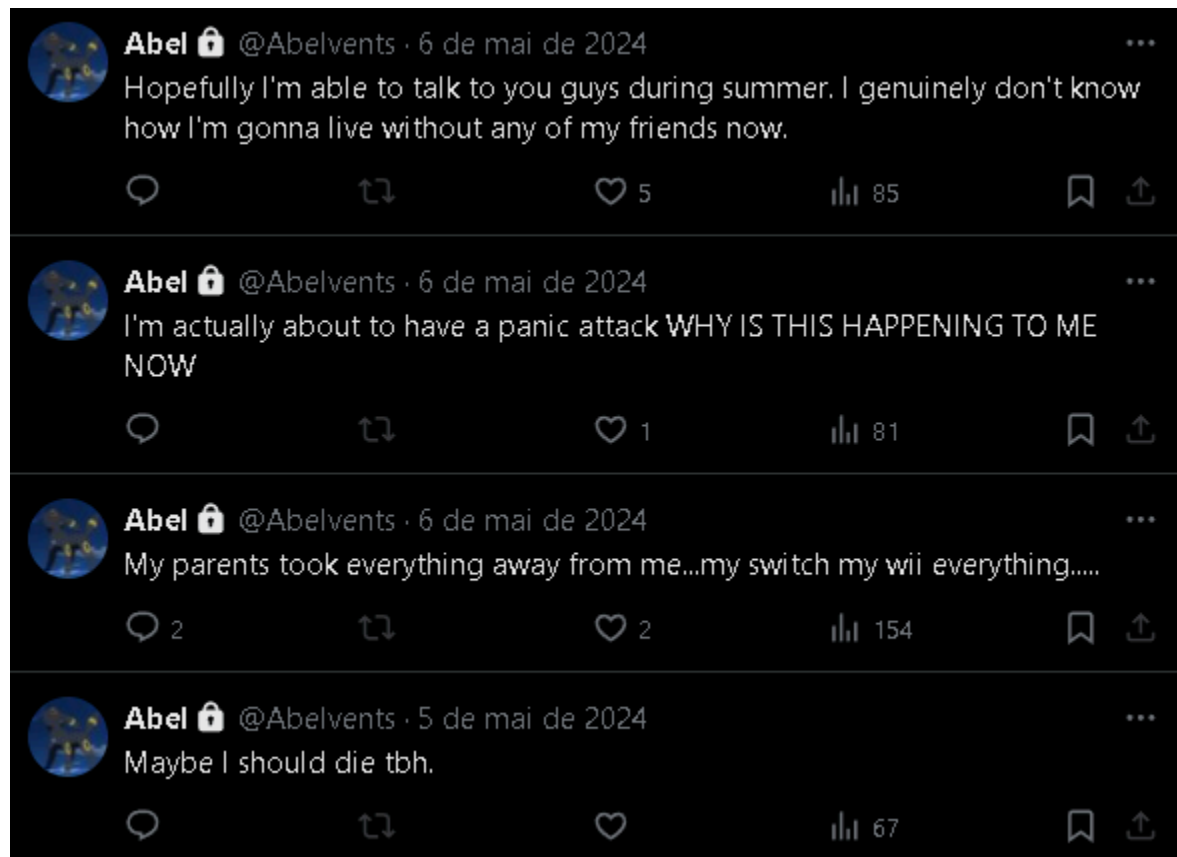 Abel @Abelvents · 6 de mai de 2024
Hopefully I'm able to talk to you guys during summer. I genuinely don't know
how I'm gonna live without any of my friends now.
5 85
Abel @Abelvents · 6 de mai de 2024
I'm actually about to have a panic attack WHY IS THIS HAPPENING TO ME
NOW
1 81
Abel @Abelvents · 6 de mai de 2024
My parents took everything away from me...my switch my wii everything.....
2 2 154
Abel @Abelvents · 5 de mai de 2024
Maybe I should die tbh.
67